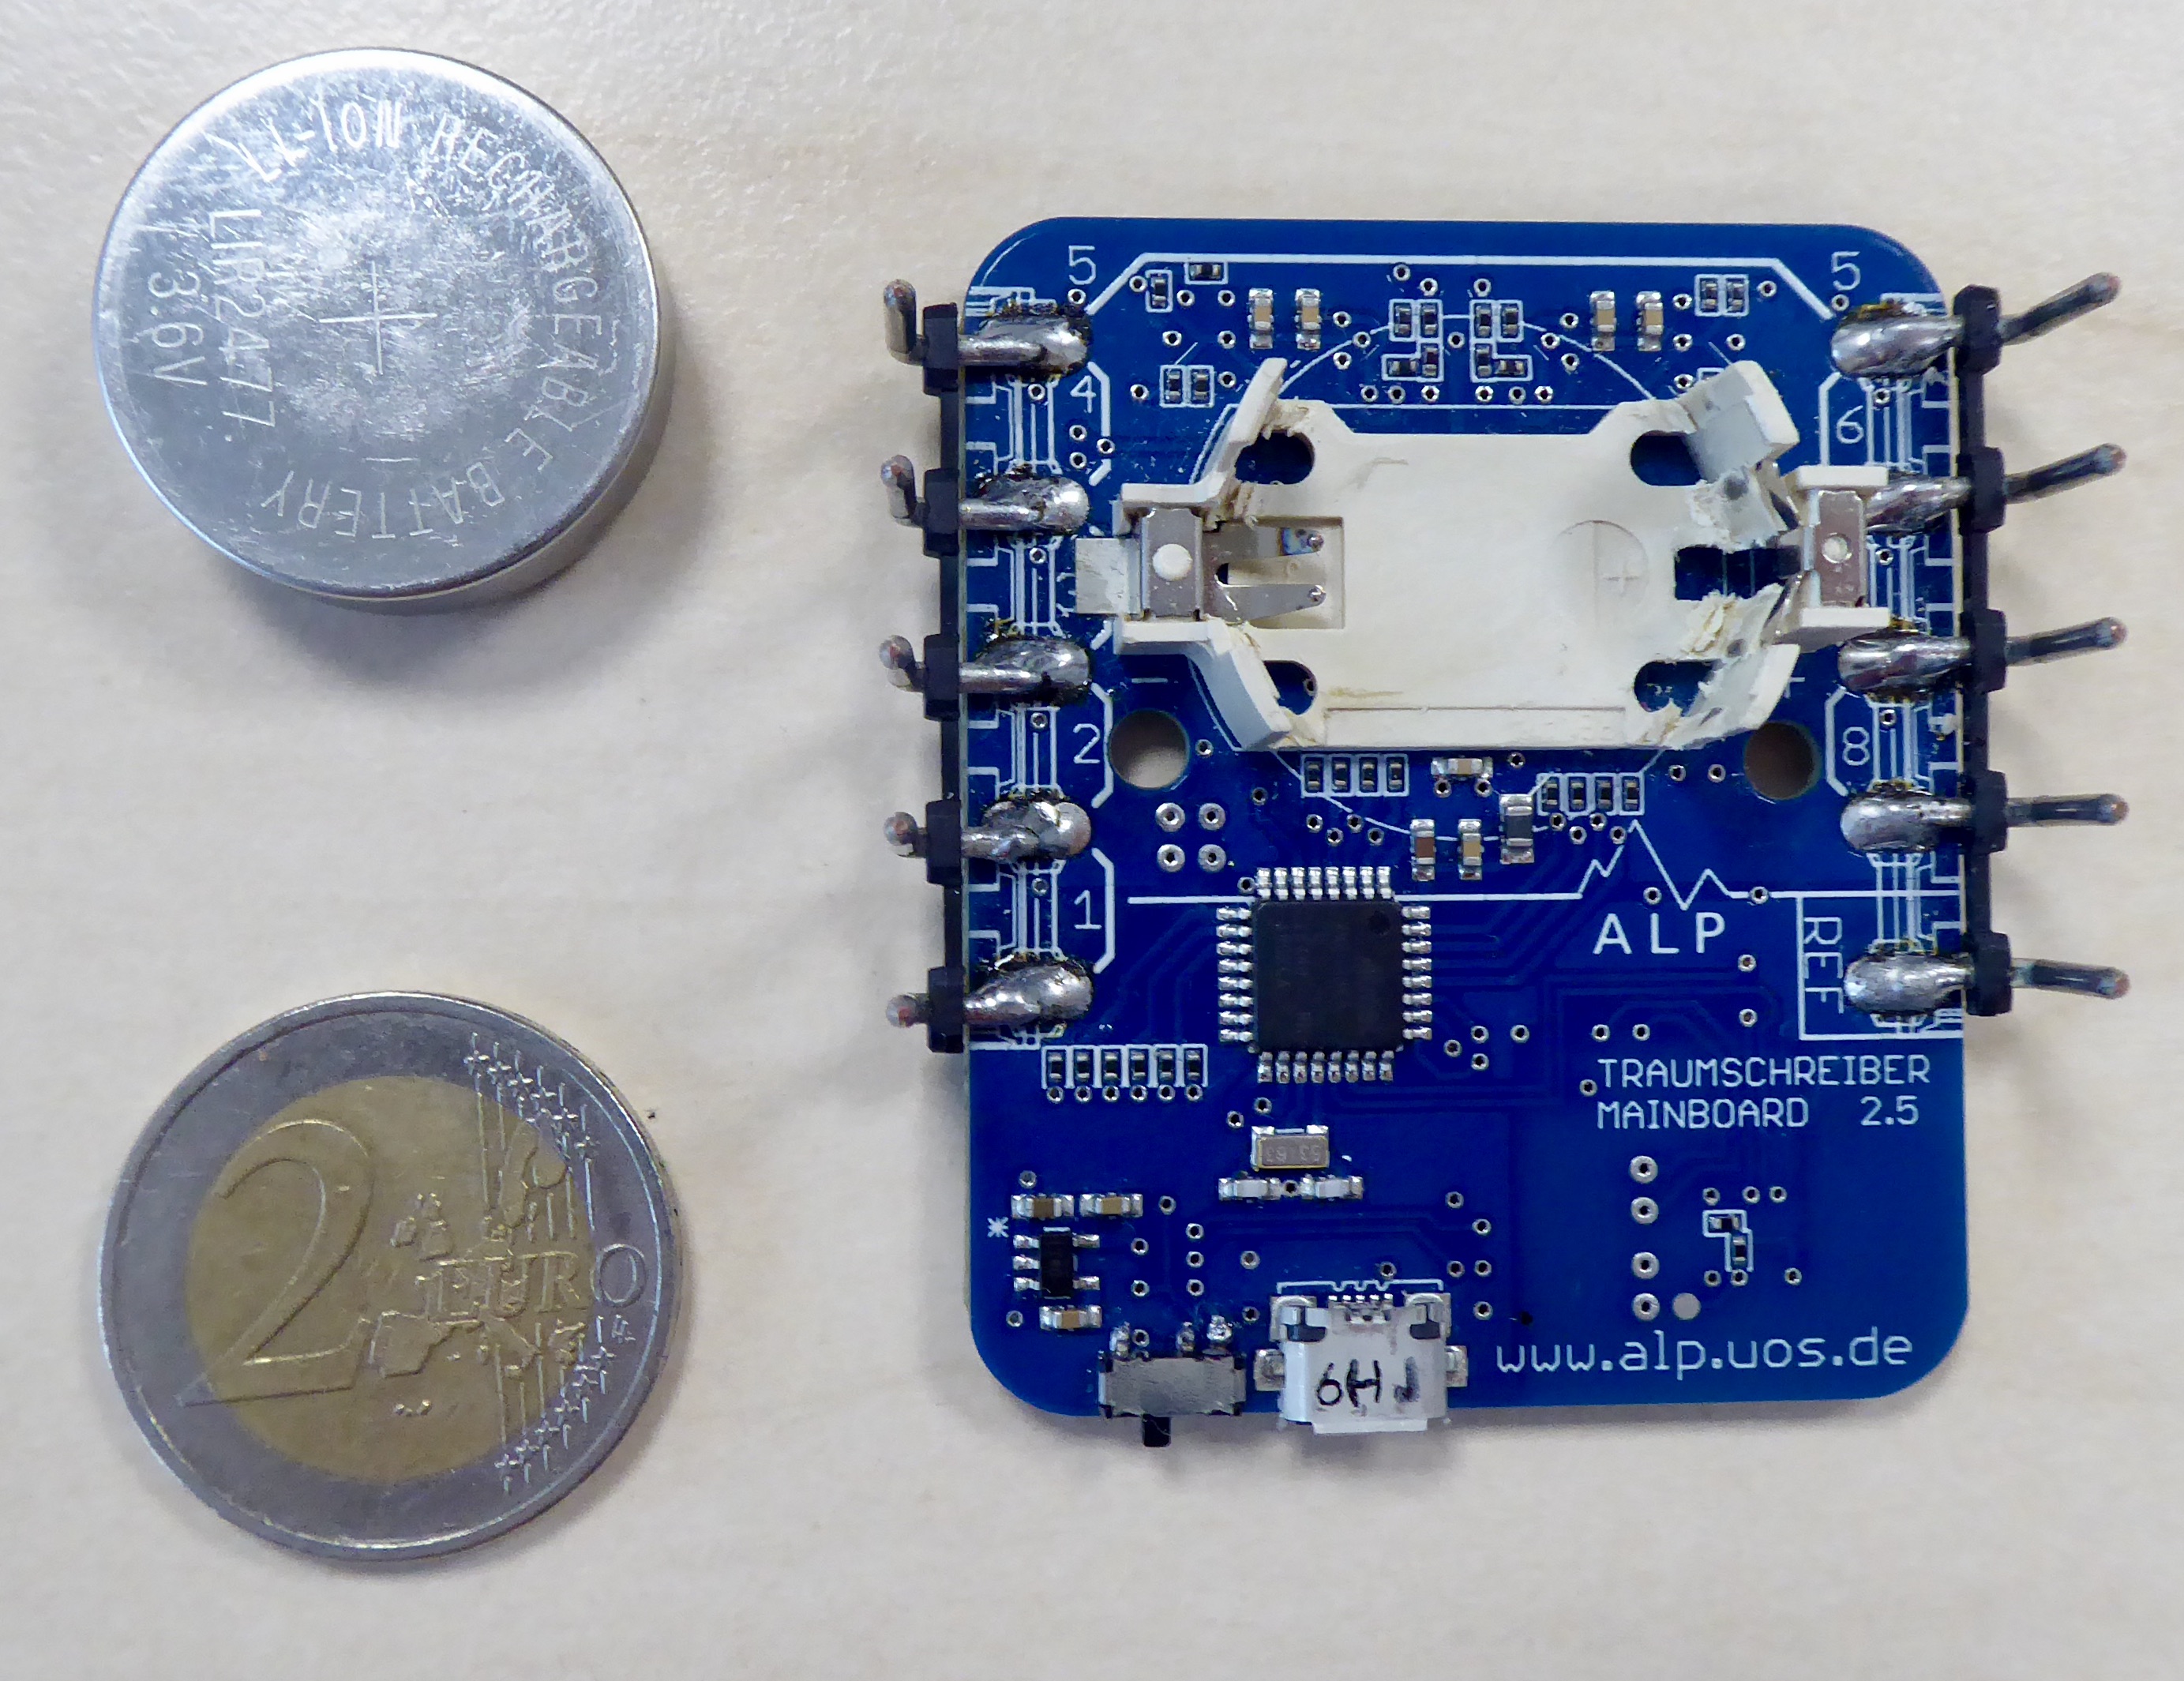 LI-ION RECHARGEABLE BATTERY
LIR2477
3.6V
2 EURO
5
4
2
1
5
6
8
REF
ALP
TRAUMSCHREIBER
MAINBOARD 2.5
www.alp.uos.de